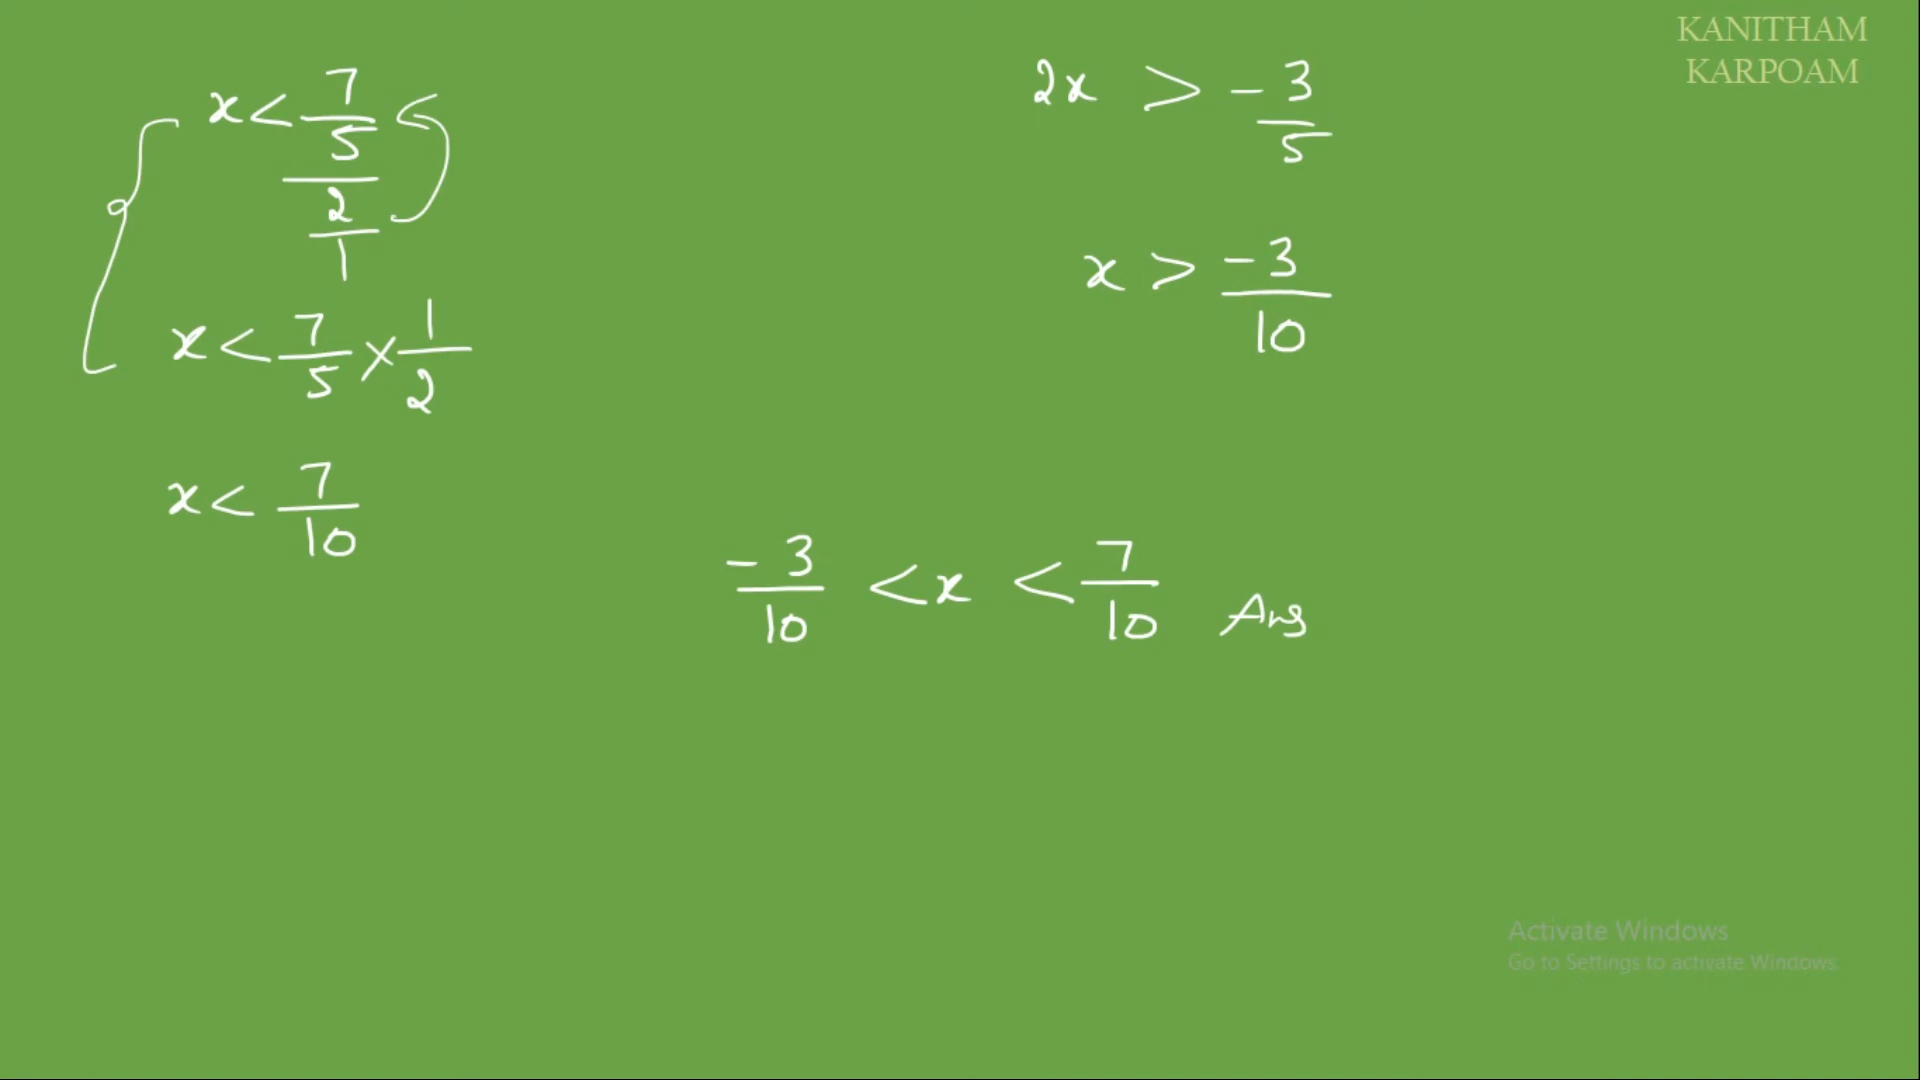 KANITHAM
KARPOAM
x < 7/5 / 2/1
x < 7/5 × 1/2
x < 7/10
2x > -3/5
x > -3/10
-3/10 < x < 7/10 Ans
Activate Windows
Go to Settings to activate Windows.